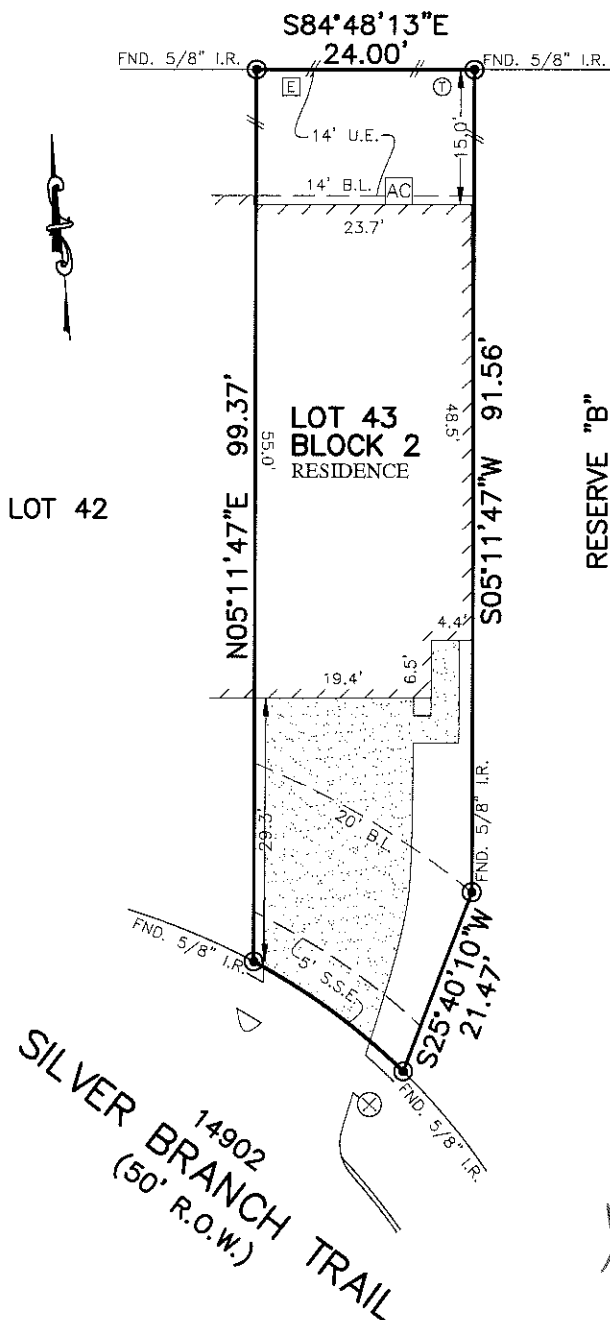 S84°48'13"E
24.00'
FND. 5/8" I.R.
FND. 5/8" I.R.
E
T
14' U.E.
15.0'
14' B.L.
AC
23.7'
N05°11'47"E 99.37'
55.0'
LOT 43
BLOCK 2
RESIDENCE
48.5'
S05°11'47"W 91.56'
RESERVE "B"
LOT 42
4.4'
6.5'
19.4'
29.3'
20' B.L.
FND. 5/8" I.R.
FND. 5/8" I.R.
5' S.S.E.
S25°40'10"W
21.47'
FND. 5/8" I.R.
14902
SILVER BRANCH TRAIL
(50' R.O.W.)